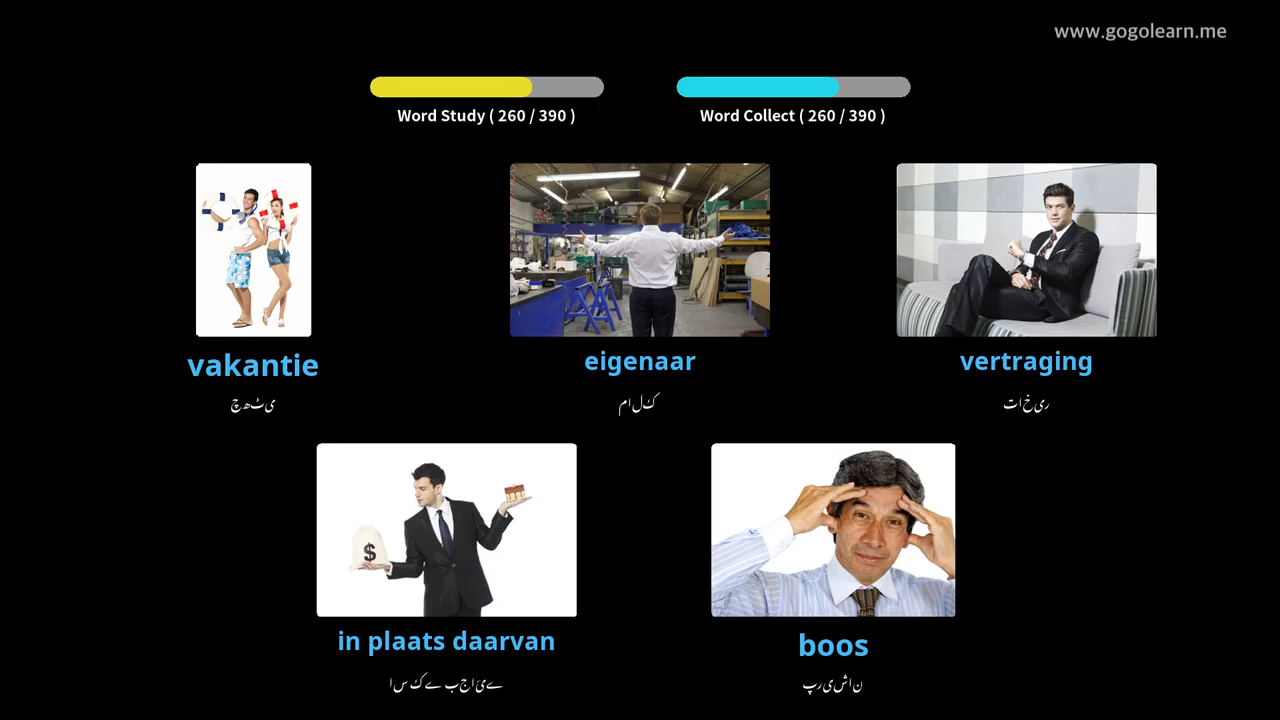 www.gogolearn.me
Word Study ( 260 / 390 )
Word Collect ( 260 / 390 )
vakantie
چھٹی
eigenaar
مالک
vertraging
تاخیر
in plaats daarvan
اس کے بجائے
boos
پریشان